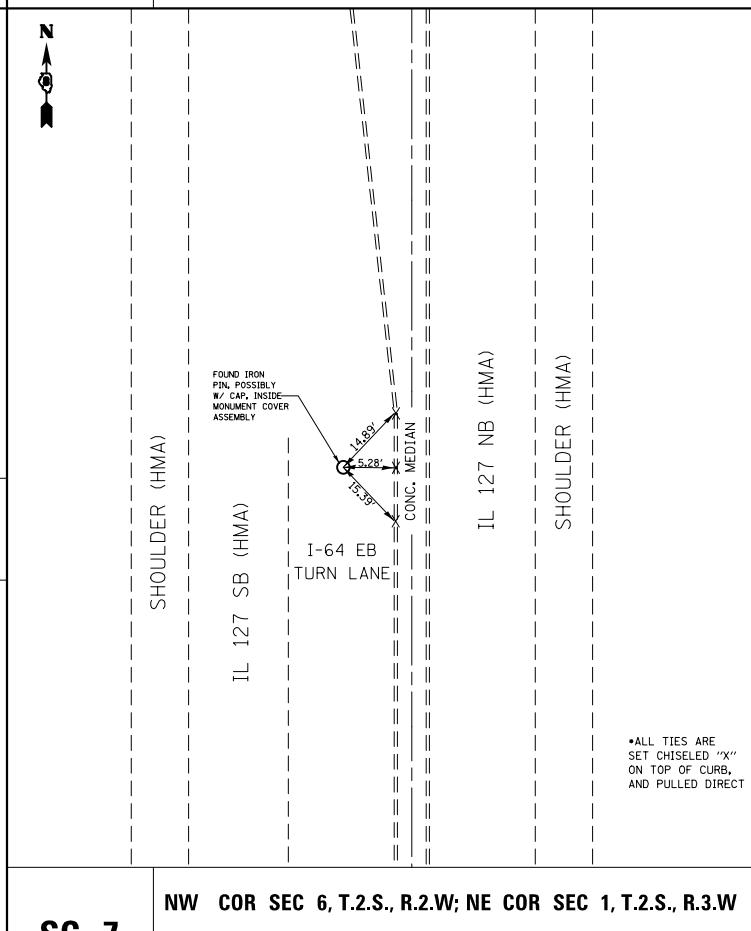 N
FOUND IRON
PIN, POSSIBLY
W/ CAP, INSIDE
MONUMENT COVER
ASSEMBLY
14.89'
5.28'
15.39'
CONC. MEDIAN
SHOULDER (HMA)
IL 127 SB (HMA)
I-64 EB
TURN LANE
IL 127 NB (HMA)
SHOULDER (HMA)
•ALL TIES ARE
SET CHISELED "X"
ON TOP OF CURB,
AND PULLED DIRECT
NW COR SEC 6, T.2.S., R.2.W; NE COR SEC 1, T.2.S., R.3.W
SC 7